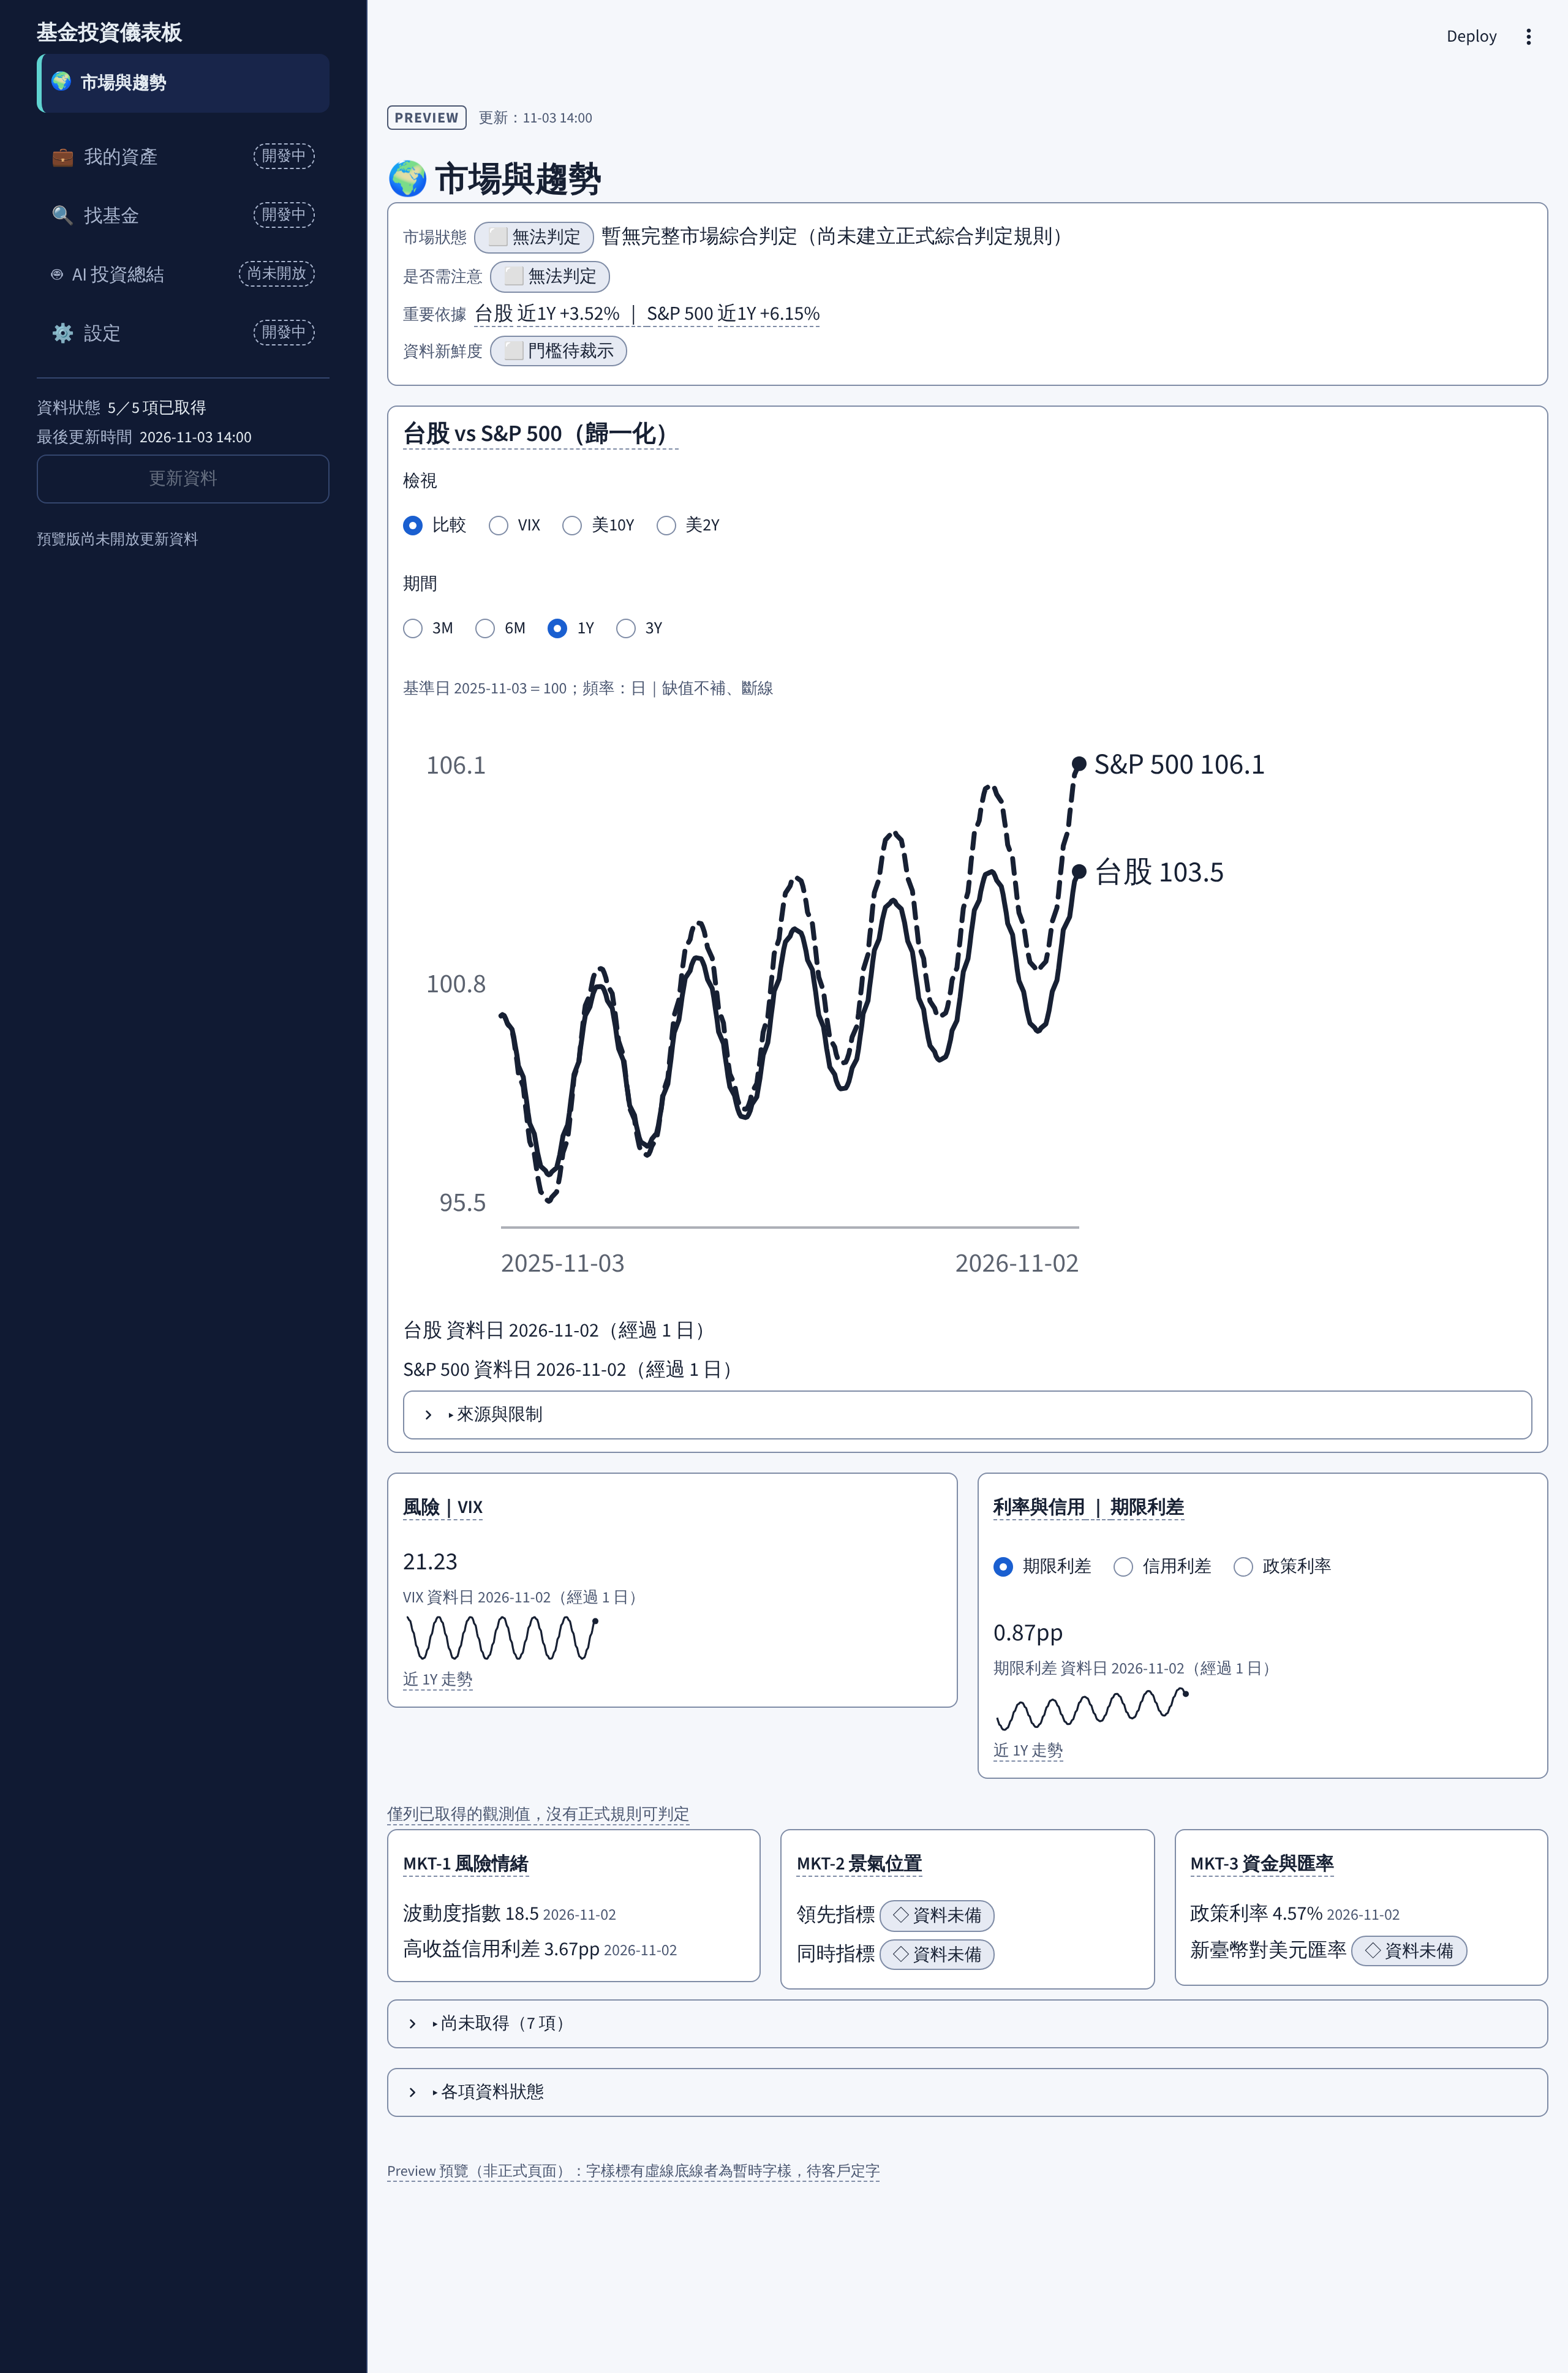 基金投資儀表板
🌍 市場與趨勢
💼 我的資產 開發中
🔍 找基金 開發中
AI 投資總結 尚未開放
⚙️ 設定 開發中
資料狀態 5／5 項已取得
最後更新時間 2026-11-03 14:00
更新資料
預覽版尚未開放更新資料
Deploy
PREVIEW 更新：11-03 14:00
🌍 市場與趨勢
市場狀態 ⬜ 無法判定 暫無完整市場綜合判定（尚未建立正式綜合判定規則）
是否需注意 ⬜ 無法判定
重要依據 台股 近1Y +3.52% ｜ S&P 500 近1Y +6.15%
資料新鮮度 ⬜ 門檻待裁示
台股 vs S&P 500（歸一化）
檢視
比較 VIX 美10Y 美2Y
期間
3M 6M 1Y 3Y
基準日 2025-11-03＝100；頻率：日｜缺值不補、斷線
106.1
S&P 500 106.1
台股 103.5
100.8
95.5
2025-11-03 2026-11-02
台股 資料日 2026-11-02（經過 1 日）
S&P 500 資料日 2026-11-02（經過 1 日）
▸ 來源與限制
風險｜VIX
21.23
VIX 資料日 2026-11-02（經過 1 日）
近 1Y 走勢
利率與信用 ｜ 期限利差
期限利差 信用利差 政策利率
0.87pp
期限利差 資料日 2026-11-02（經過 1 日）
近 1Y 走勢
僅列已取得的觀測值，沒有正式規則可判定
MKT-1 風險情緒
波動度指數 18.5 2026-11-02
高收益信用利差 3.67pp 2026-11-02
MKT-2 景氣位置
領先指標 ◇ 資料未備
同時指標 ◇ 資料未備
MKT-3 資金與匯率
政策利率 4.57% 2026-11-02
新臺幣對美元匯率 ◇ 資料未備
▸ 尚未取得（7 項）
▸ 各項資料狀態
Preview 預覽（非正式頁面）：字樣標有虛線底線者為暫時字樣，待客戶定字